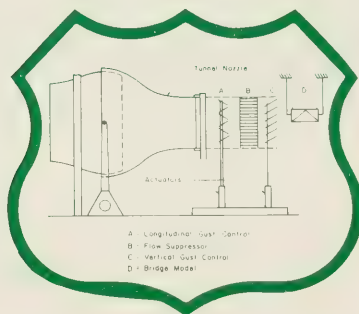 Tunnel Nozzle
A B C D
Actuators
A - Longitudinal Gust Control
B - Flow Suppressor
C - Vertical Gust Control
D - Bridge Model